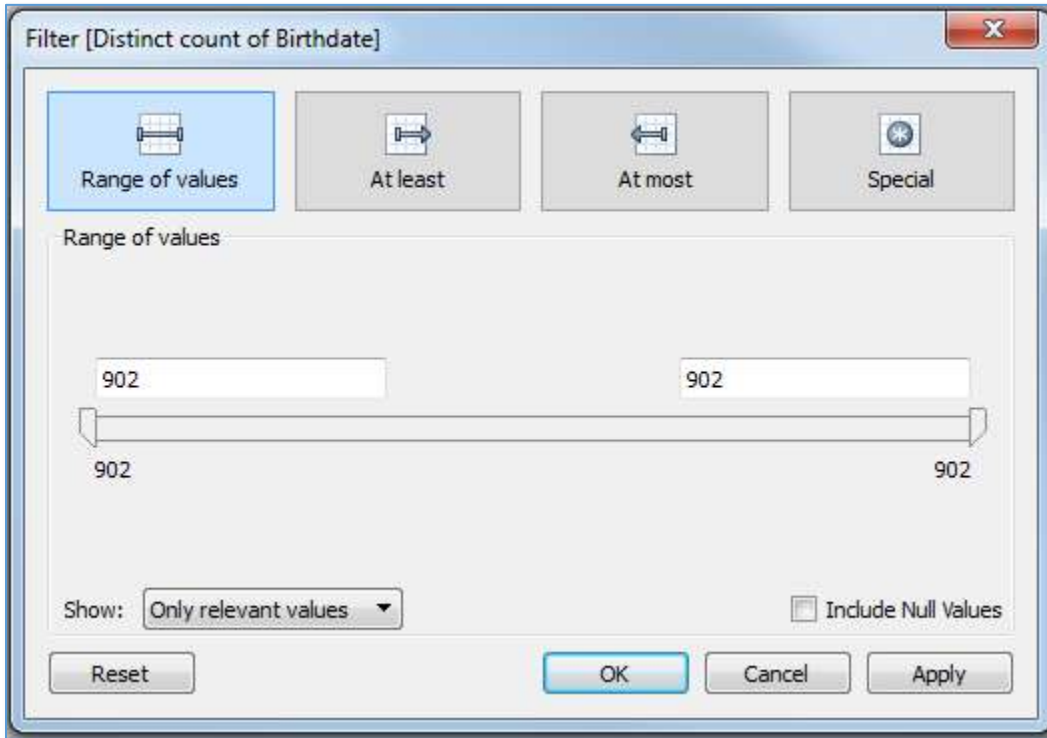 Filter [Distinct count of Birthdate]
X
Range of values
At least
At most
Special
Range of values
902
902
902
902
Show:
Only relevant values
Include Null Values
Reset
OK
Cancel
Apply